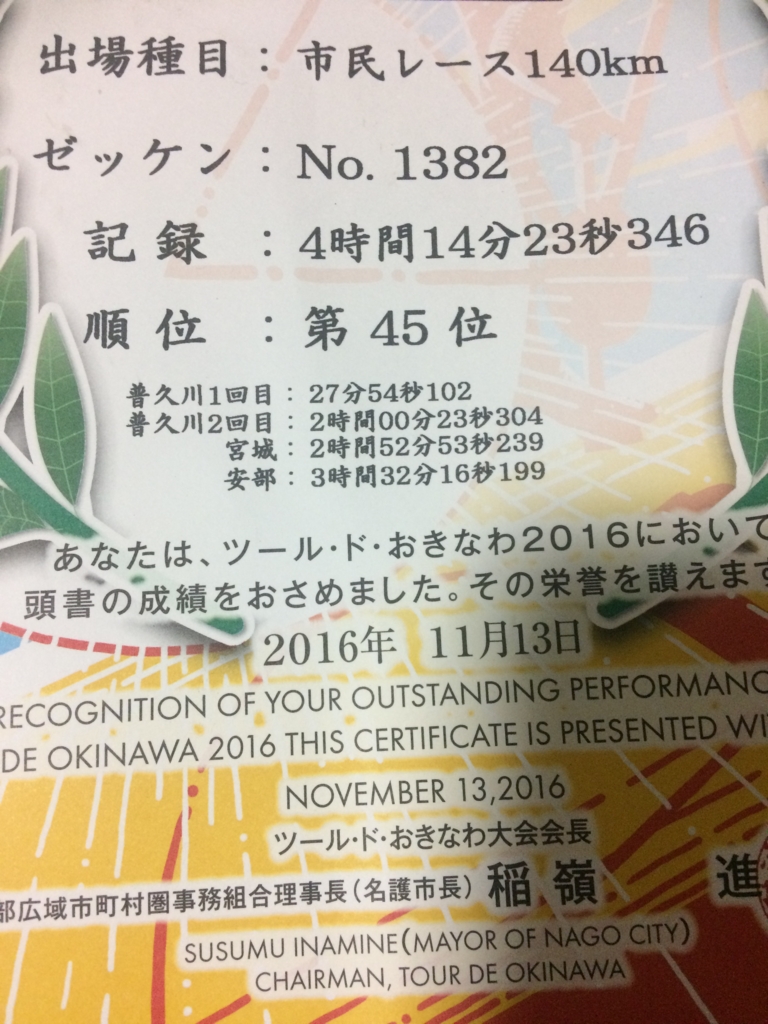 出場種目：市民レース140km
ゼッケン：No. 1382
記録：4時間14分23秒346
順位：第 45 位
普久川1回目：27分54秒102
普久川2回目：2時間00分23秒304
宮城：2時間52分53秒239
安部：3時間32分16秒199
あなたは、ツール・ド・おきなわ2016において
頭書の成績をおさめました。その栄誉を讃えます
2016年 11月13日
RECOGNITION OF YOUR OUTSTANDING PERFORMANC
DE OKINAWA 2016 THIS CERTIFICATE IS PRESENTED WI
NOVEMBER 13,2016
ツール・ド・おきなわ大会会長
部広域市町村圏事務組合理事長(名護市長) 稲嶺 進
SUSUMU INAMINE(MAYOR OF NAGO CITY)
CHAIRMAN, TOUR DE OKINAWA